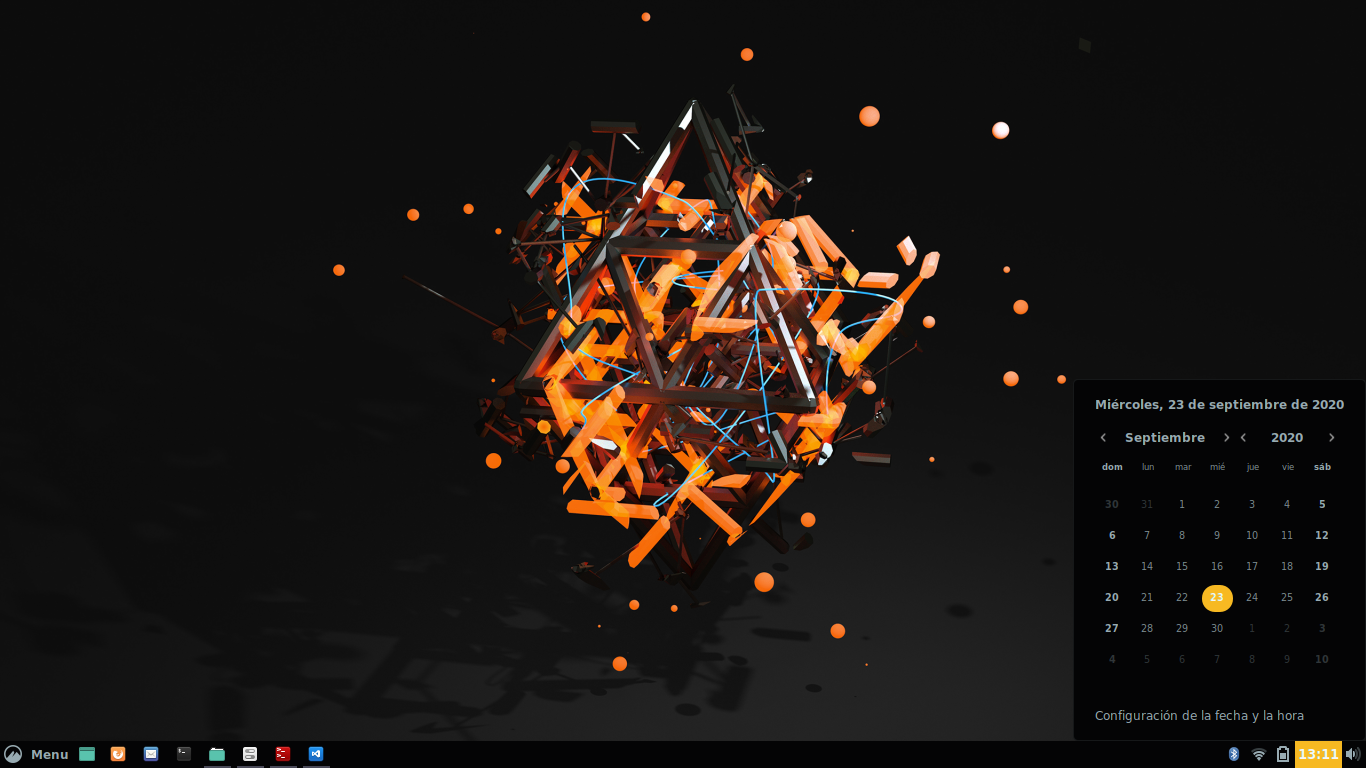 Miércoles, 23 de septiembre de 2020
‹ Septiembre › ‹ 2020 ›
dom lun mar mié jue vie sáb
30 31 1 2 3 4 5
6 7 8 9 10 11 12
13 14 15 16 17 18 19
20 21 22 23 24 25 26
27 28 29 30 1 2 3
4 5 6 7 8 9 10
Configuración de la fecha y la hora
Menu 13:11